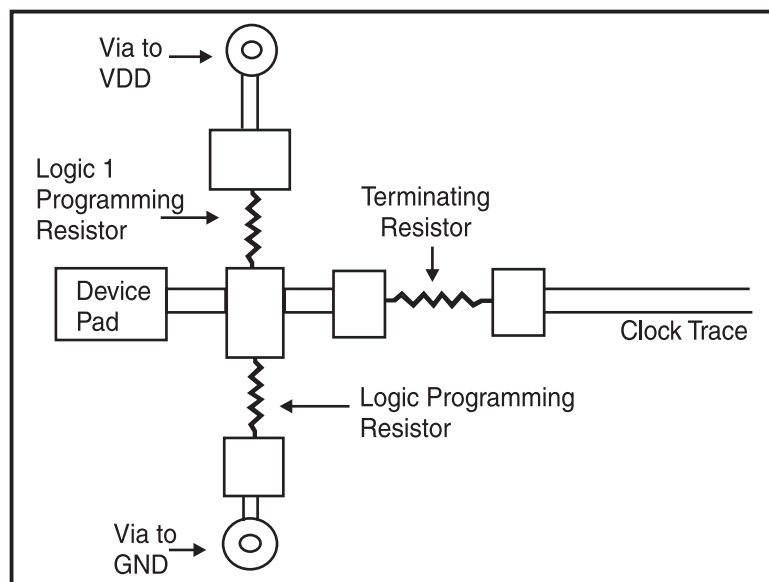 Via to
VDD
Logic 1
Programming
Resistor
Terminating
Resistor
Device
Pad
Clock Trace
Logic Programming
Resistor
Via to
GND